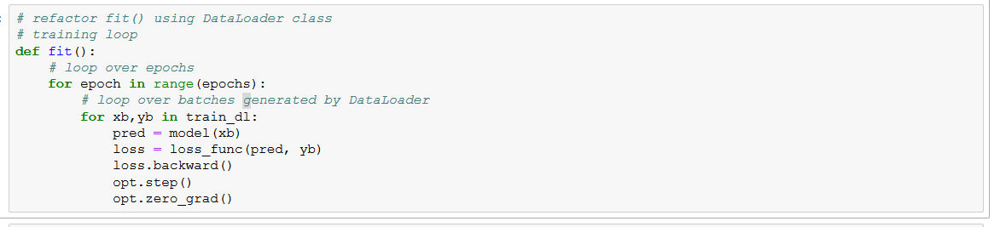 # refactor fit() using DataLoader class
# training loop
def fit():
    # loop over epochs
    for epoch in range(epochs):
        # loop over batches generated by DataLoader
        for xb,yb in train_dl:
            pred = model(xb)
            loss = loss_func(pred, yb)
            loss.backward()
            opt.step()
            opt.zero_grad()